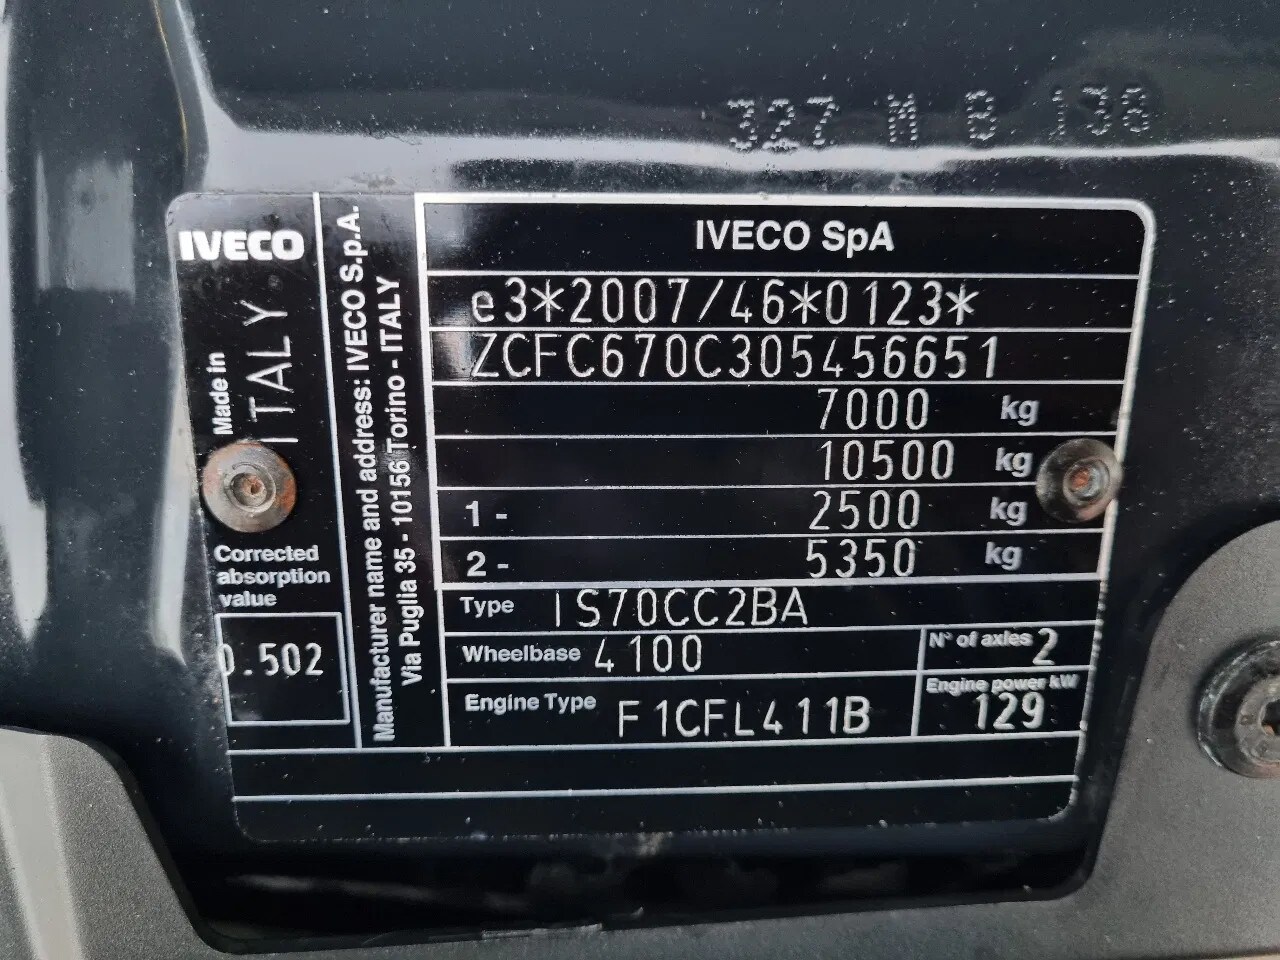 327 M B 138
IVECO
Made in ITALY
Corrected
absorption
value
0.502
Manufacturer name and address: IVECO S.p.A.
Via Puglia 35 - 10156 Torino - ITALY
IVECO SpA
e3*2007/46*0123*
ZCFC670C305456651
7000 kg
10500 kg
1 - 2500 kg
2 - 5350 kg
Type IS70CC2BA
Wheelbase 4100
N° of axles 2
Engine Type F1CFL411B
Engine power kW
129